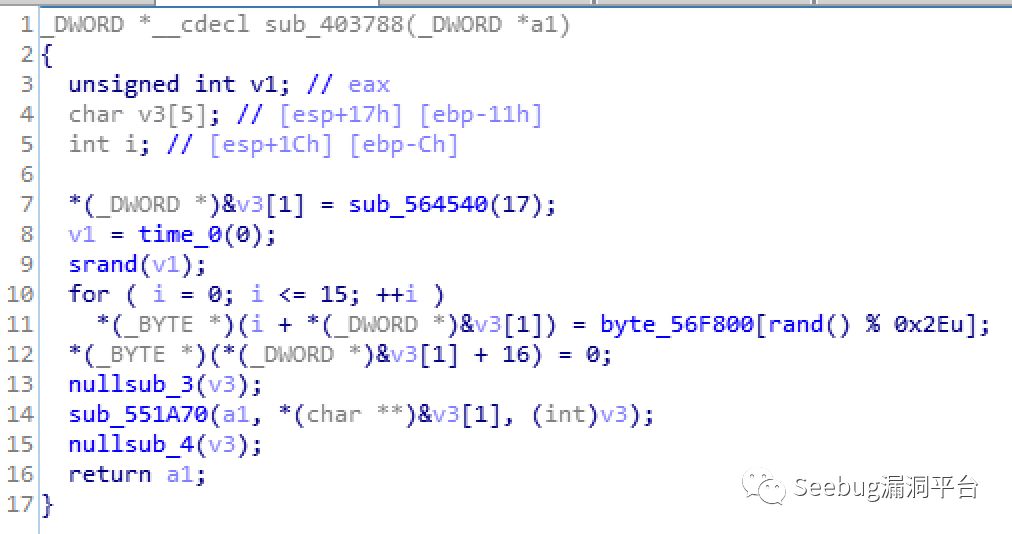 1 _DWORD *__cdecl sub_403788(_DWORD *a1)
2 {
3   unsigned int v1; // eax
4   char v3[5]; // [esp+17h] [ebp-11h]
5   int i; // [esp+1Ch] [ebp-Ch]
6
7   *(_DWORD *)&v3[1] = sub_564540(17);
8   v1 = time_0(0);
9   srand(v1);
10   for ( i = 0; i <= 15; ++i )
11     *(_BYTE *)(i + *(_DWORD *)&v3[1]) = byte_56F800[rand() % 0x2Eu];
12   *(_BYTE *)(*(_DWORD *)&v3[1] + 16) = 0;
13   nullsub_3(v3);
14   sub_551A70(a1, *(char **)&v3[1], (int)v3);
15   nullsub_4(v3);
16   return a1;
17 }
Seebug漏洞平台